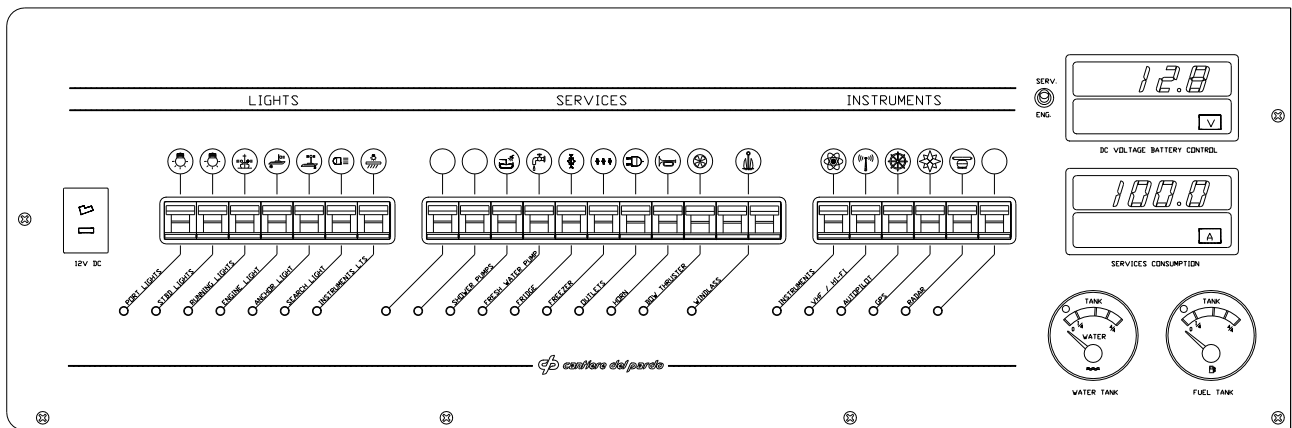 LIGHTS
SERVICES
INSTRUMENTS
SERV.
ENG.
12.8
V
DC VOLTAGE BATTERY CONTROL
100.0
A
SERVICES CONSUMPTION
12V DC
PORT LIGHTS
STBD LIGHTS
RUNNING LIGHTS
ENGINE LIGHT
ANCHOR LIGHT
SEARCH LIGHT
INSTRUMENTS LTS
SHOWER PUMPS
FRESH WATER PUMP
FRIDGE
FREEZER
OUTLETS
HORN
BOW THRUSTER
WINDLASS
INSTRUMENTS
VHF / HI-FI
AUTOPILOT
GPS
RADAR
TANK
0
WATER
WATER TANK
TANK
0
FUEL TANK
cantiere del pardo